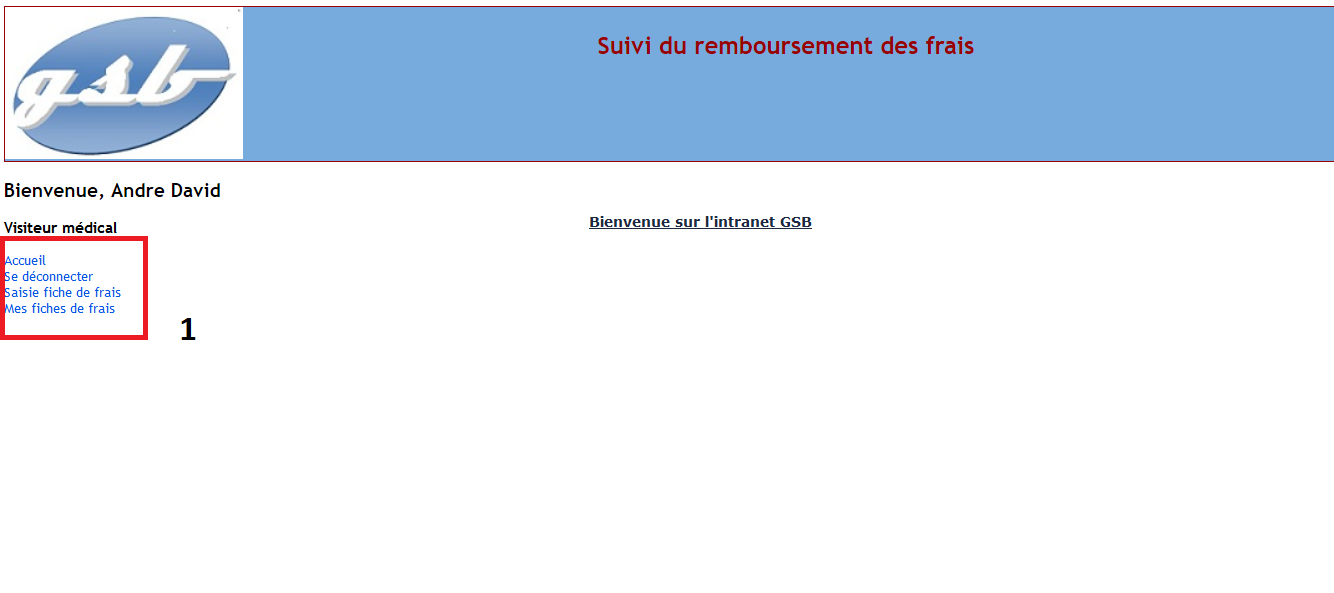 gsb
Suivi du remboursement des frais
Bienvenue, Andre David
Visiteur médical
Bienvenue sur l'intranet GSB
Accueil
Se déconnecter
Saisie fiche de frais
Mes fiches de frais
1